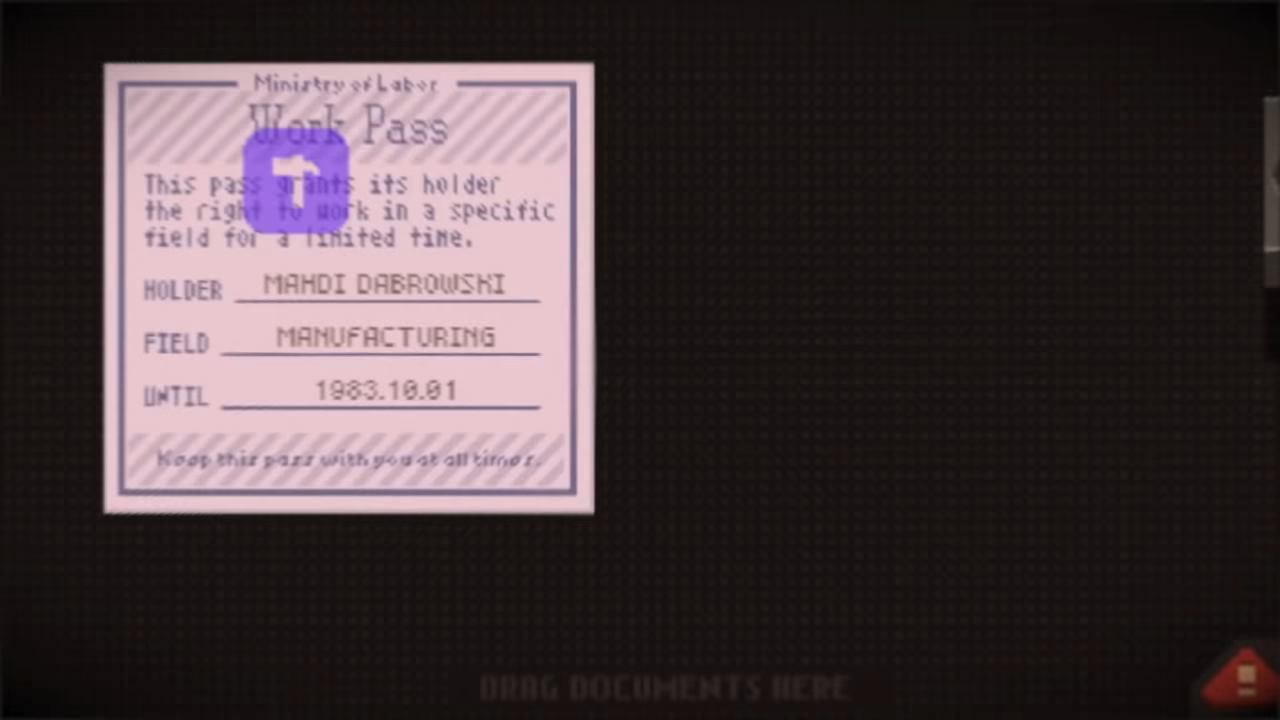 Ministry of Labor
Work Pass
This pass grants its holder
the right to work in a specific
field for a limited time.
HOLDER MAHDI DABROWSKI
FIELD MANUFACTURING
UNTIL 1983.10.01
Keep this pass with you at all times.
DRAG DOCUMENTS HERE